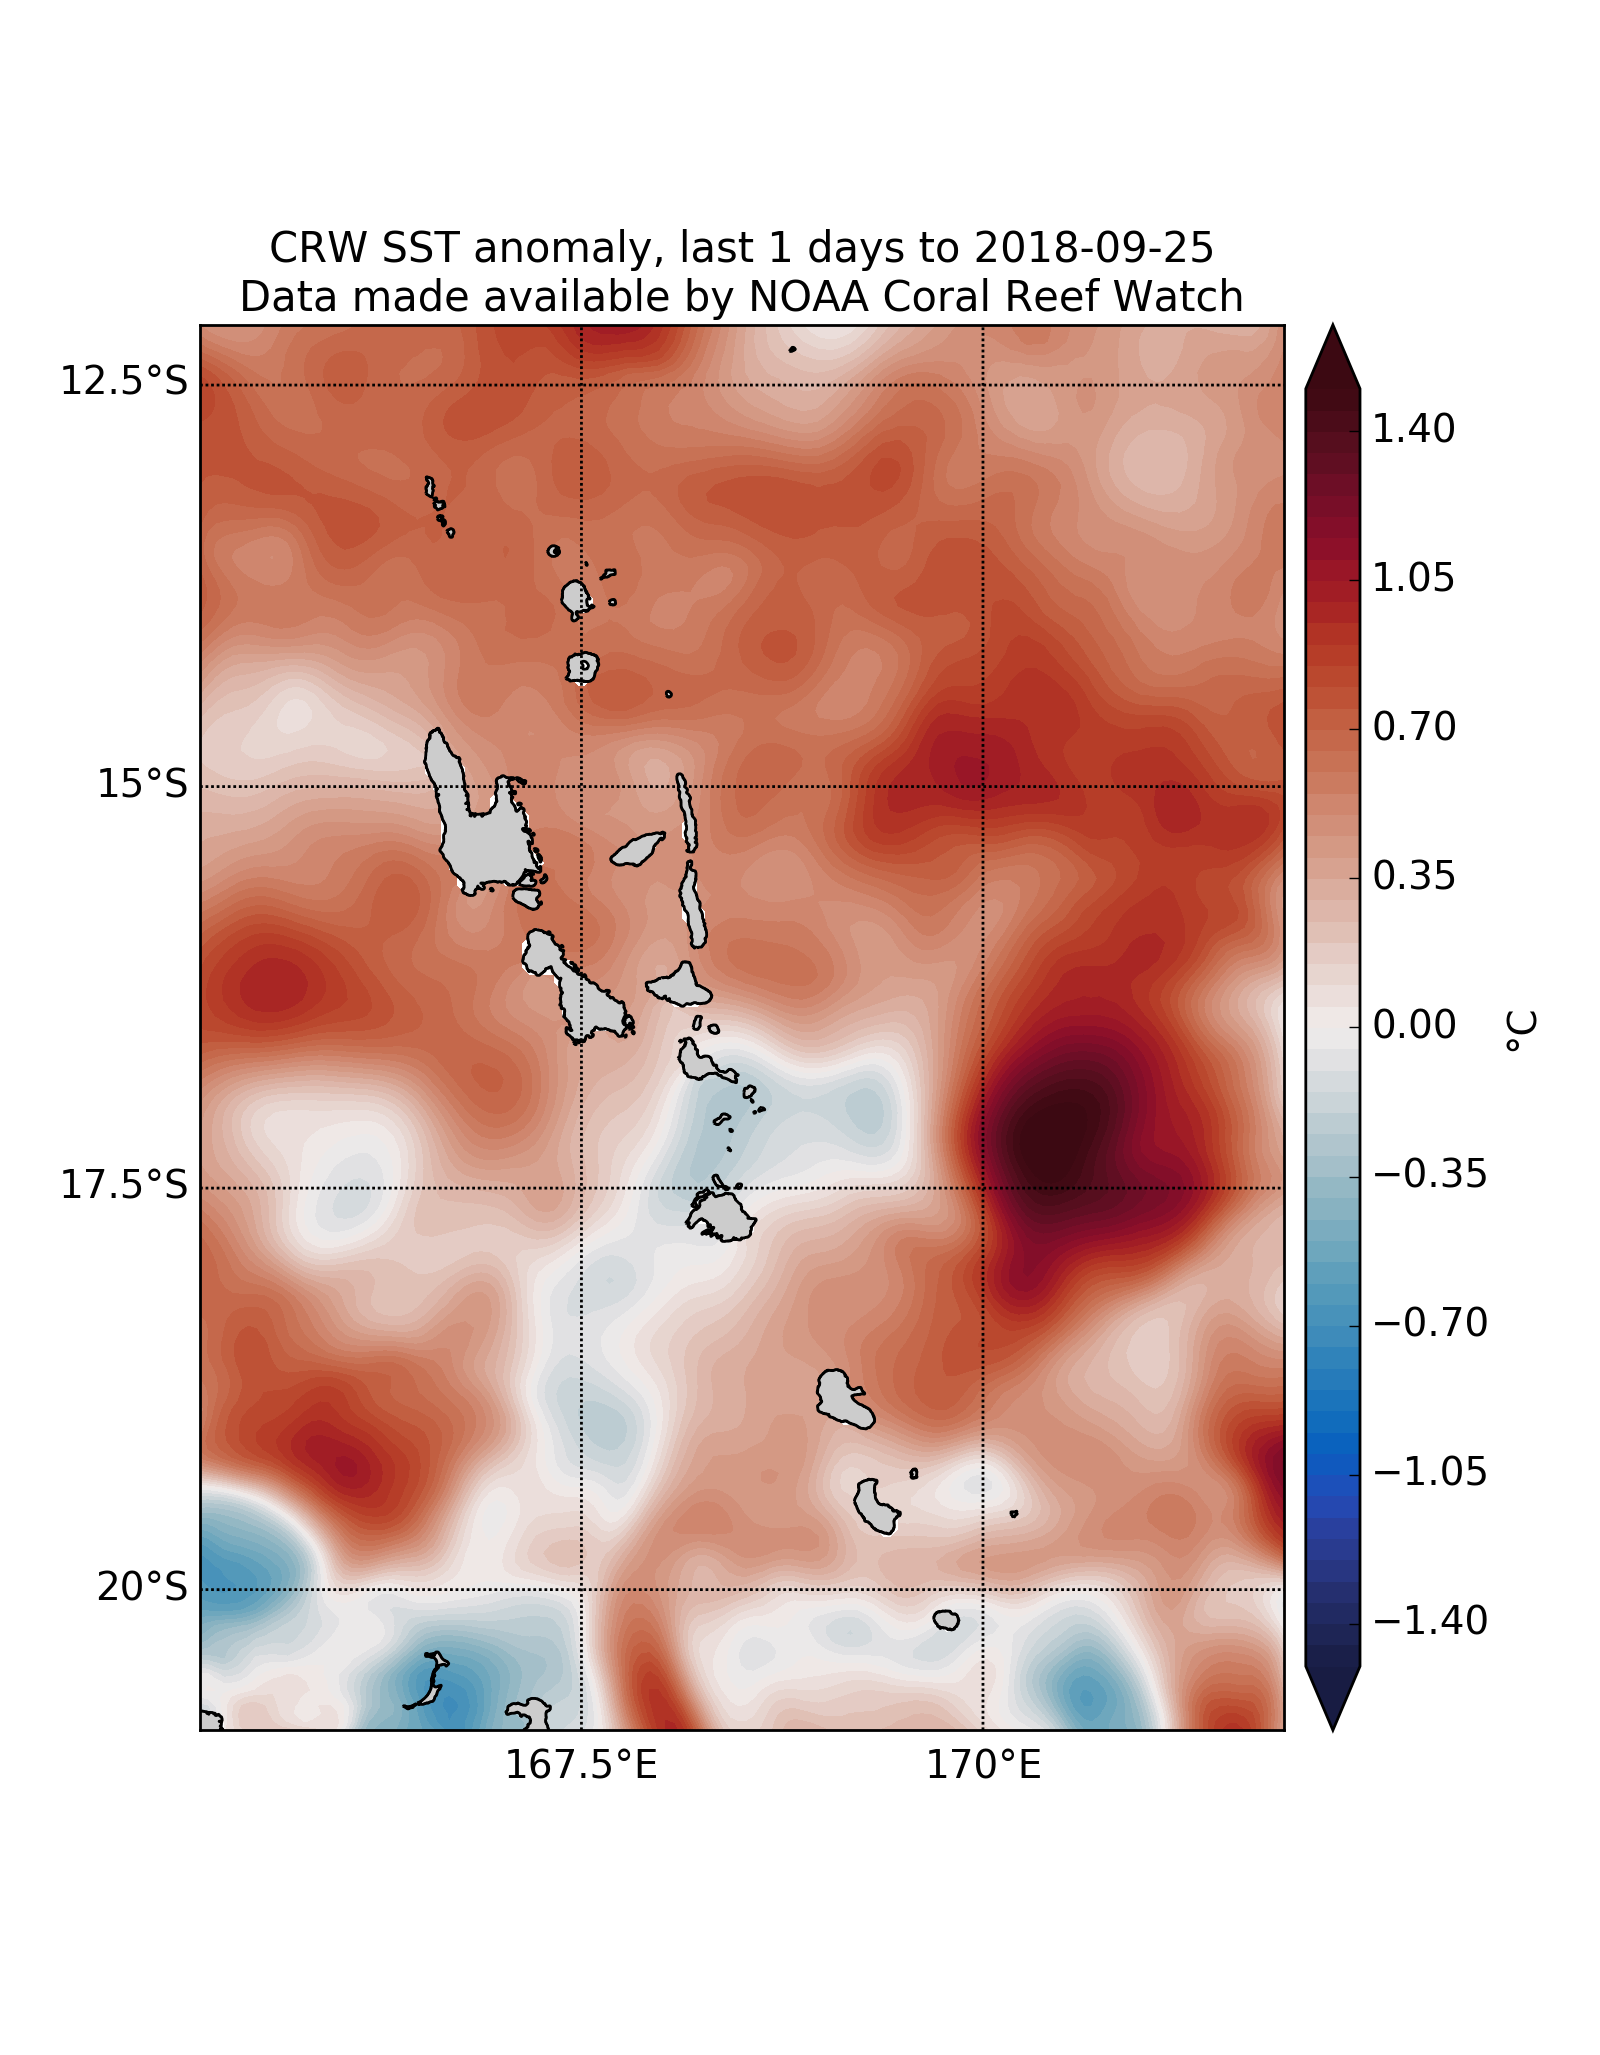 CRW SST anomaly, last 1 days to 2018-09-25
Data made available by NOAA Coral Reef Watch
12.5°S
15°S
17.5°S
20°S
167.5°E
170°E
1.40
1.05
0.70
0.35
0.00
−0.35
−0.70
−1.05
−1.40
°C